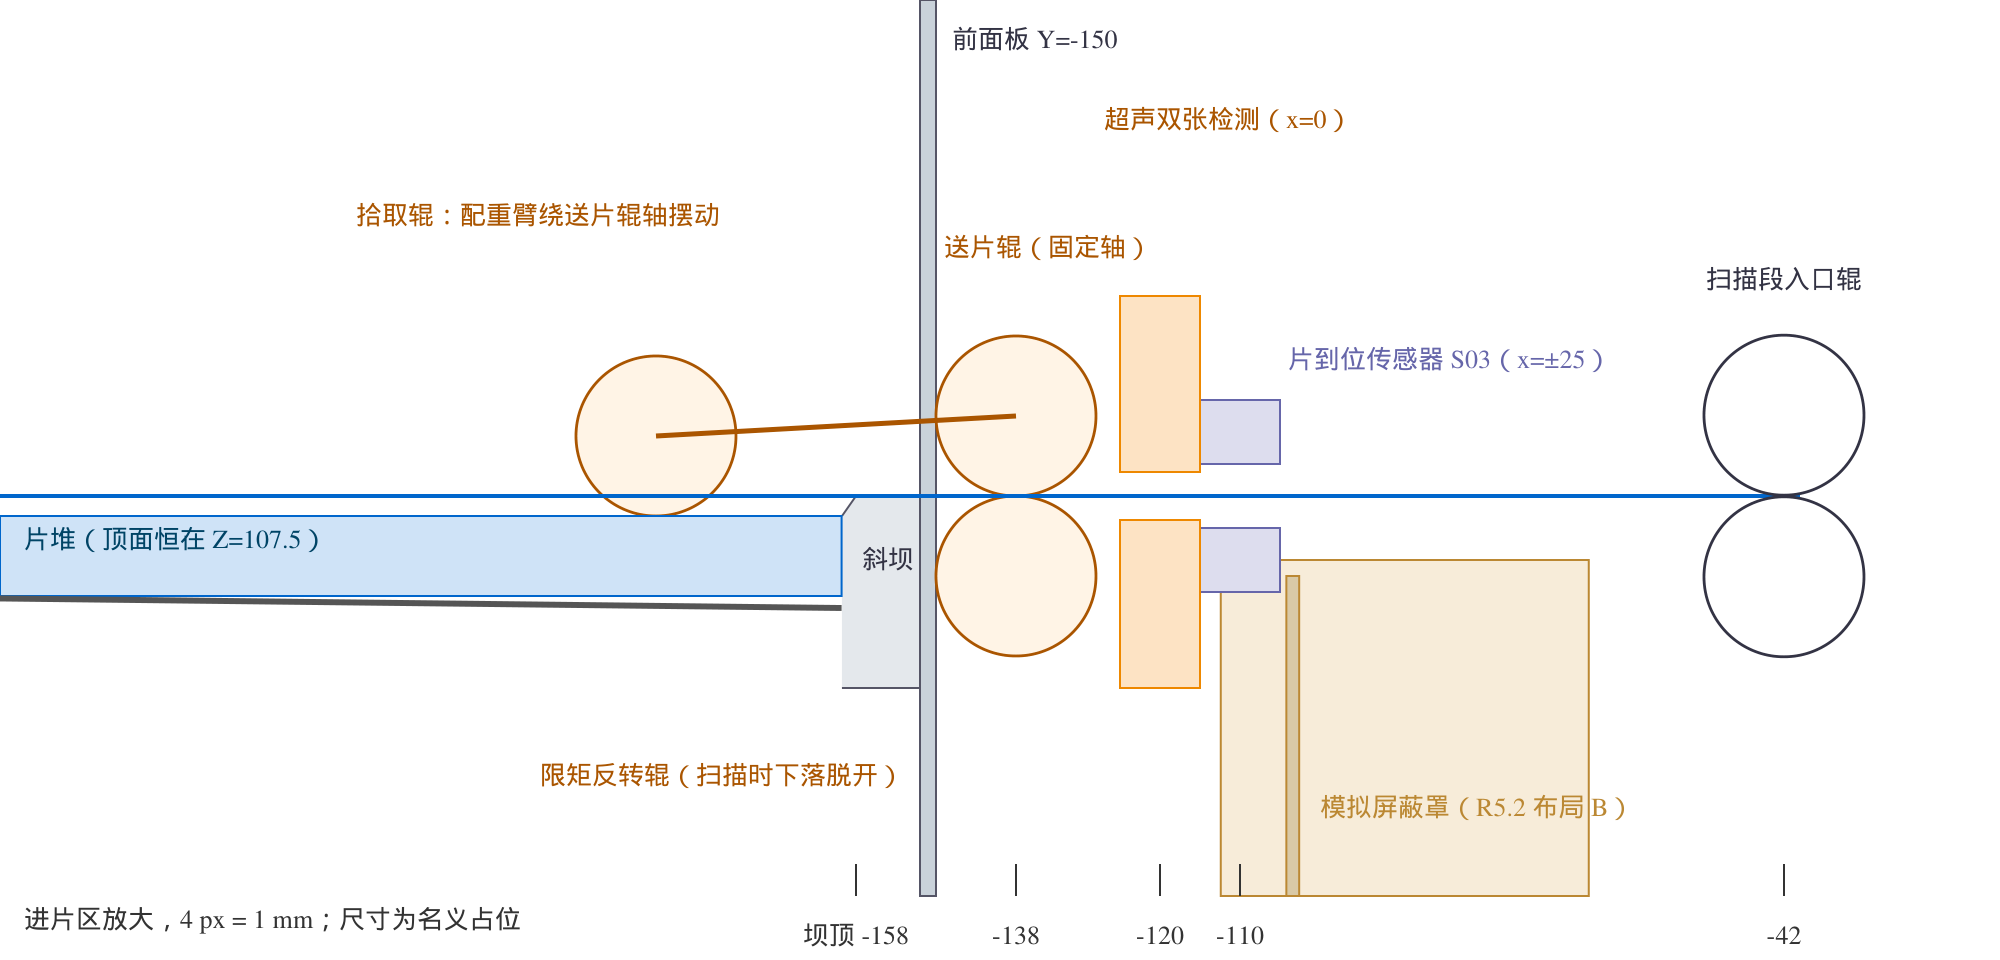 前面板 Y=-150
超声双张检测（x=0）
拾取辊：配重臂绕送片辊轴摆动
送片辊（固定轴）
扫描段入口辊
片到位传感器 S03（x=±25）
片堆（顶面恒在 Z=107.5）
斜坝
限矩反转辊（扫描时下落脱开）
模拟屏蔽罩（R5.2 布局 B）
进片区放大，4 px = 1 mm；尺寸为名义占位
坝顶 -158
-138
-120
-110
-42